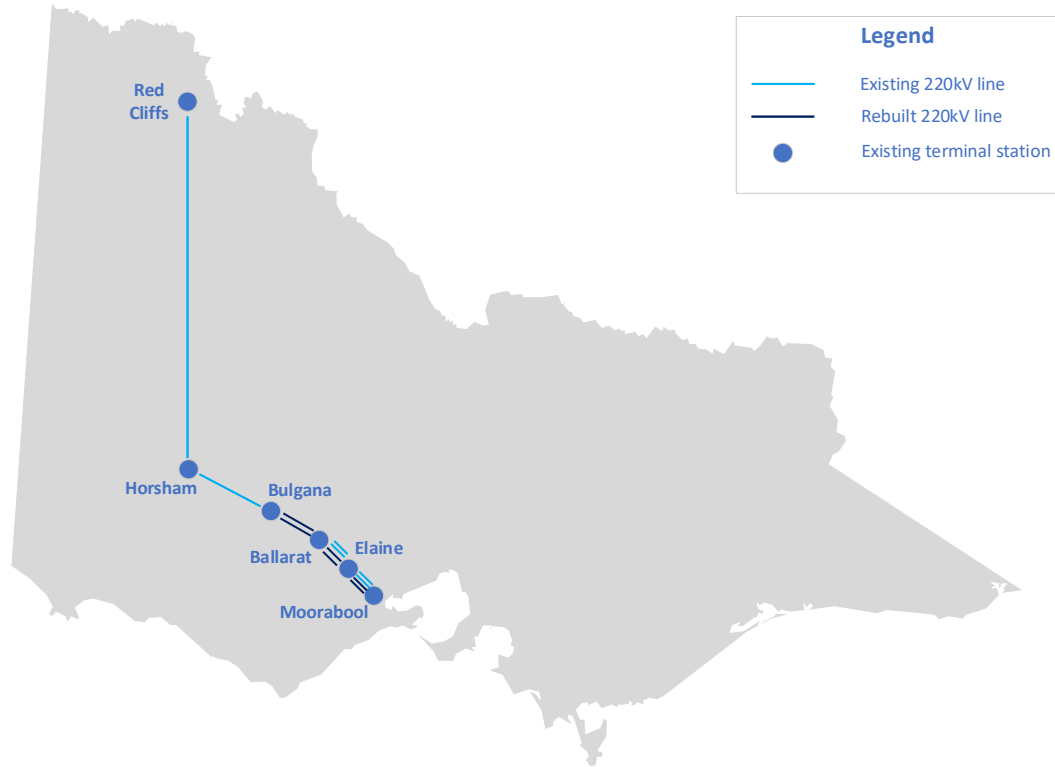 Legend
Existing 220kV line
Rebuilt 220kV line
Existing terminal station
Red
Cliffs
Horsham
Bulgana
Ballarat
Elaine
Moorabool